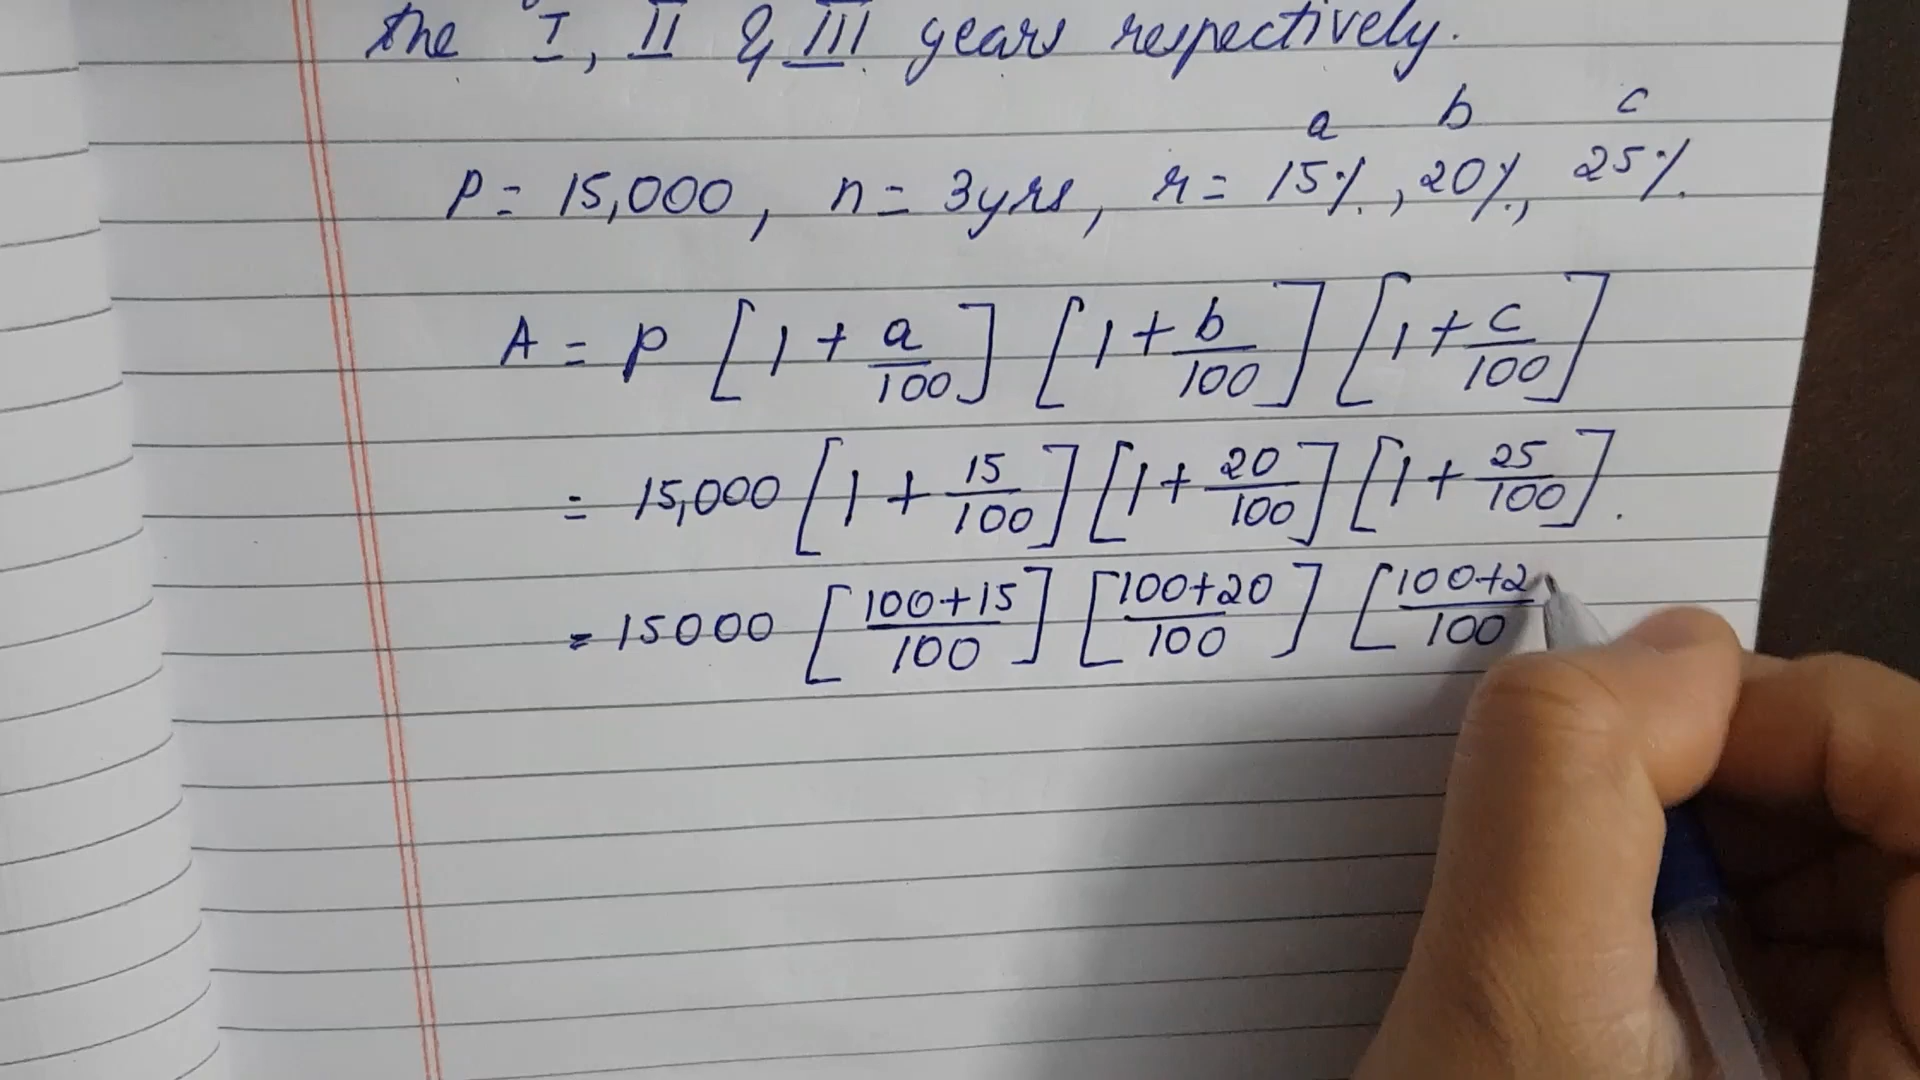 the I, II & III years respectively.
a b c
P = 15,000, n = 3yrs, r = 15%, 20%, 25%.
A = P [1 + a/100] [1 + b/100] [1 + c/100]
= 15,000 [1 + 15/100] [1 + 20/100] [1 + 25/100].
= 15000 [100+15/100] [100+20/100] [100+2/100